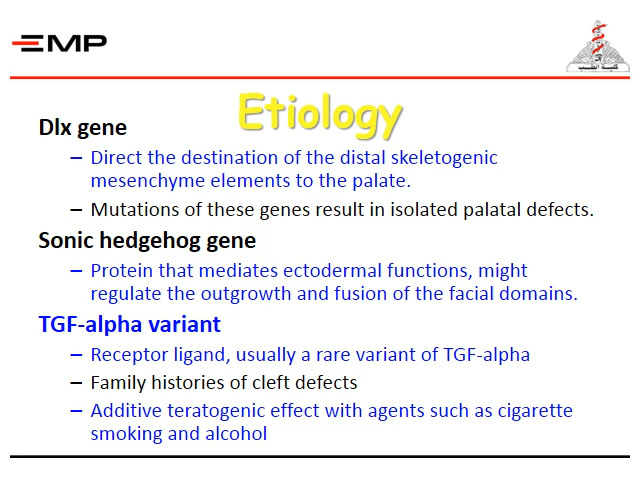 EMP
كلية الطب
Etiology
Dlx gene
– Direct the destination of the distal skeletogenic
mesenchyme elements to the palate.
– Mutations of these genes result in isolated palatal defects.
Sonic hedgehog gene
– Protein that mediates ectodermal functions, might
regulate the outgrowth and fusion of the facial domains.
TGF-alpha variant
– Receptor ligand, usually a rare variant of TGF-alpha
– Family histories of cleft defects
– Additive teratogenic effect with agents such as cigarette
smoking and alcohol